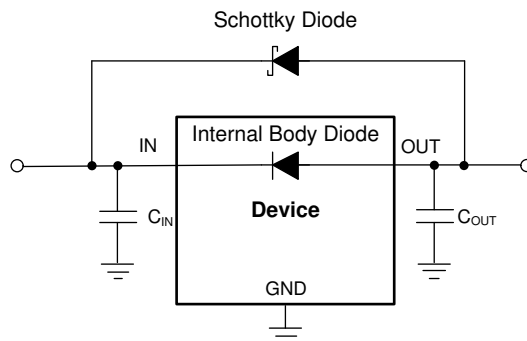 Schottky Diode
IN
Internal Body Diode
OUT
C_IN
Device
C_OUT
GND